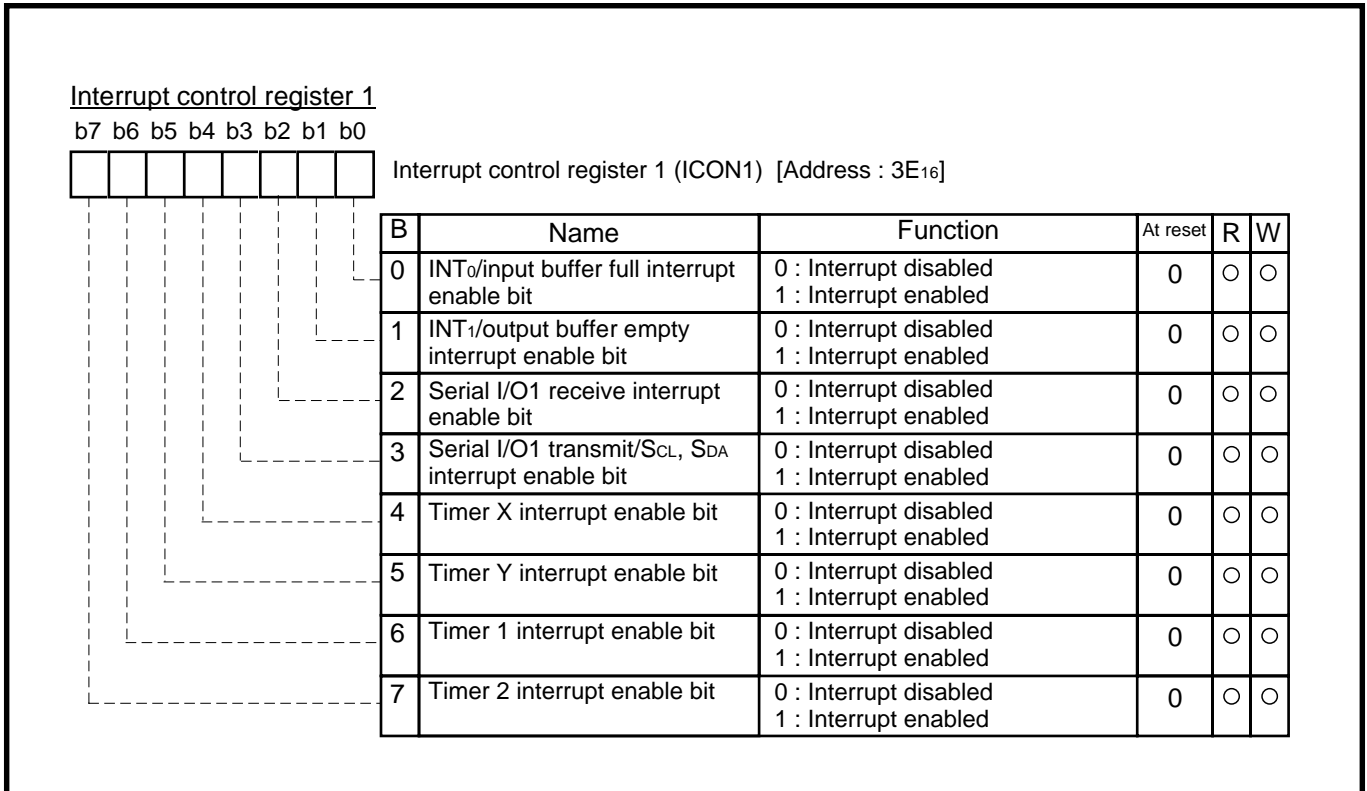 Interrupt control register 1
b7 b6 b5 b4 b3 b2 b1 b0
Interrupt control register 1 (ICON1) [Address : 3E16]
B Name Function At reset R W
0 INT0/input buffer full interrupt enable bit 0 : Interrupt disabled 0 ○ ○
1 : Interrupt enabled
1 INT1/output buffer empty interrupt enable bit 0 : Interrupt disabled 0 ○ ○
1 : Interrupt enabled
2 Serial I/O1 receive interrupt enable bit 0 : Interrupt disabled 0 ○ ○
1 : Interrupt enabled
3 Serial I/O1 transmit/SCL, SDA interrupt enable bit 0 : Interrupt disabled 0 ○ ○
1 : Interrupt enabled
4 Timer X interrupt enable bit 0 : Interrupt disabled 0 ○ ○
1 : Interrupt enabled
5 Timer Y interrupt enable bit 0 : Interrupt disabled 0 ○ ○
1 : Interrupt enabled
6 Timer 1 interrupt enable bit 0 : Interrupt disabled 0 ○ ○
1 : Interrupt enabled
7 Timer 2 interrupt enable bit 0 : Interrupt disabled 0 ○ ○
1 : Interrupt enabled